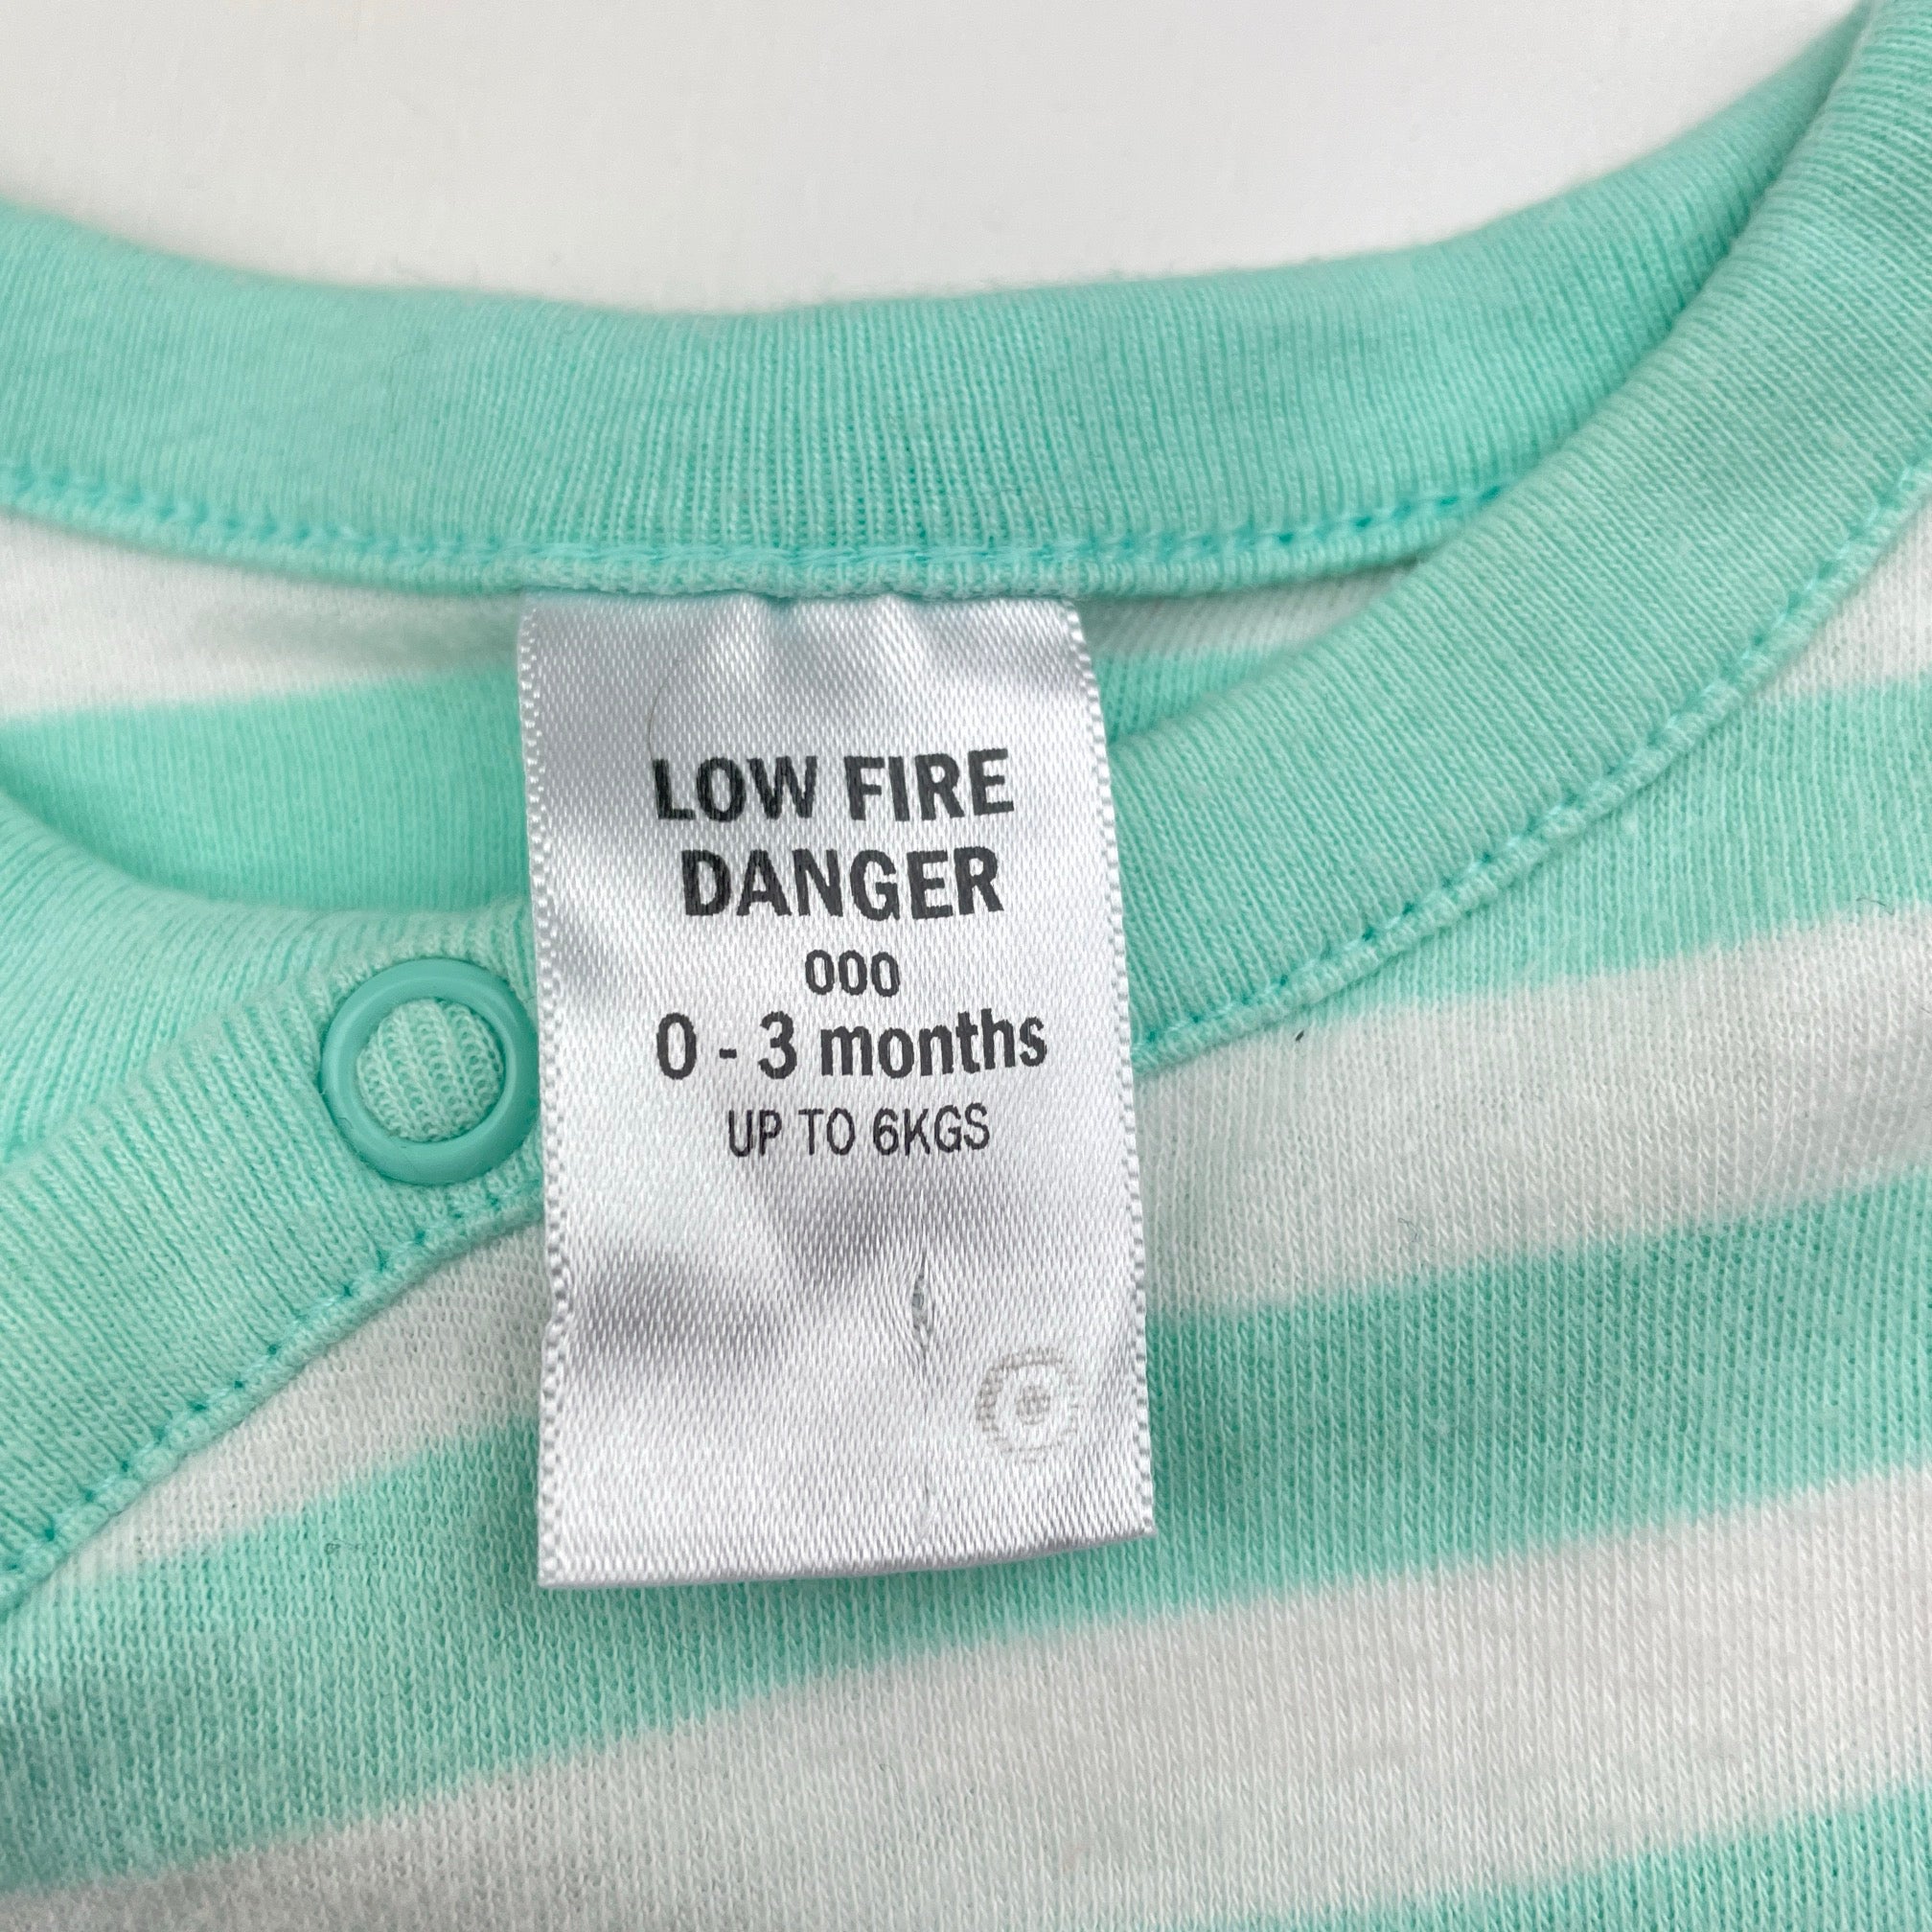 LOW FIRE
DANGER
000
0 - 3 months
UP TO 6KGS